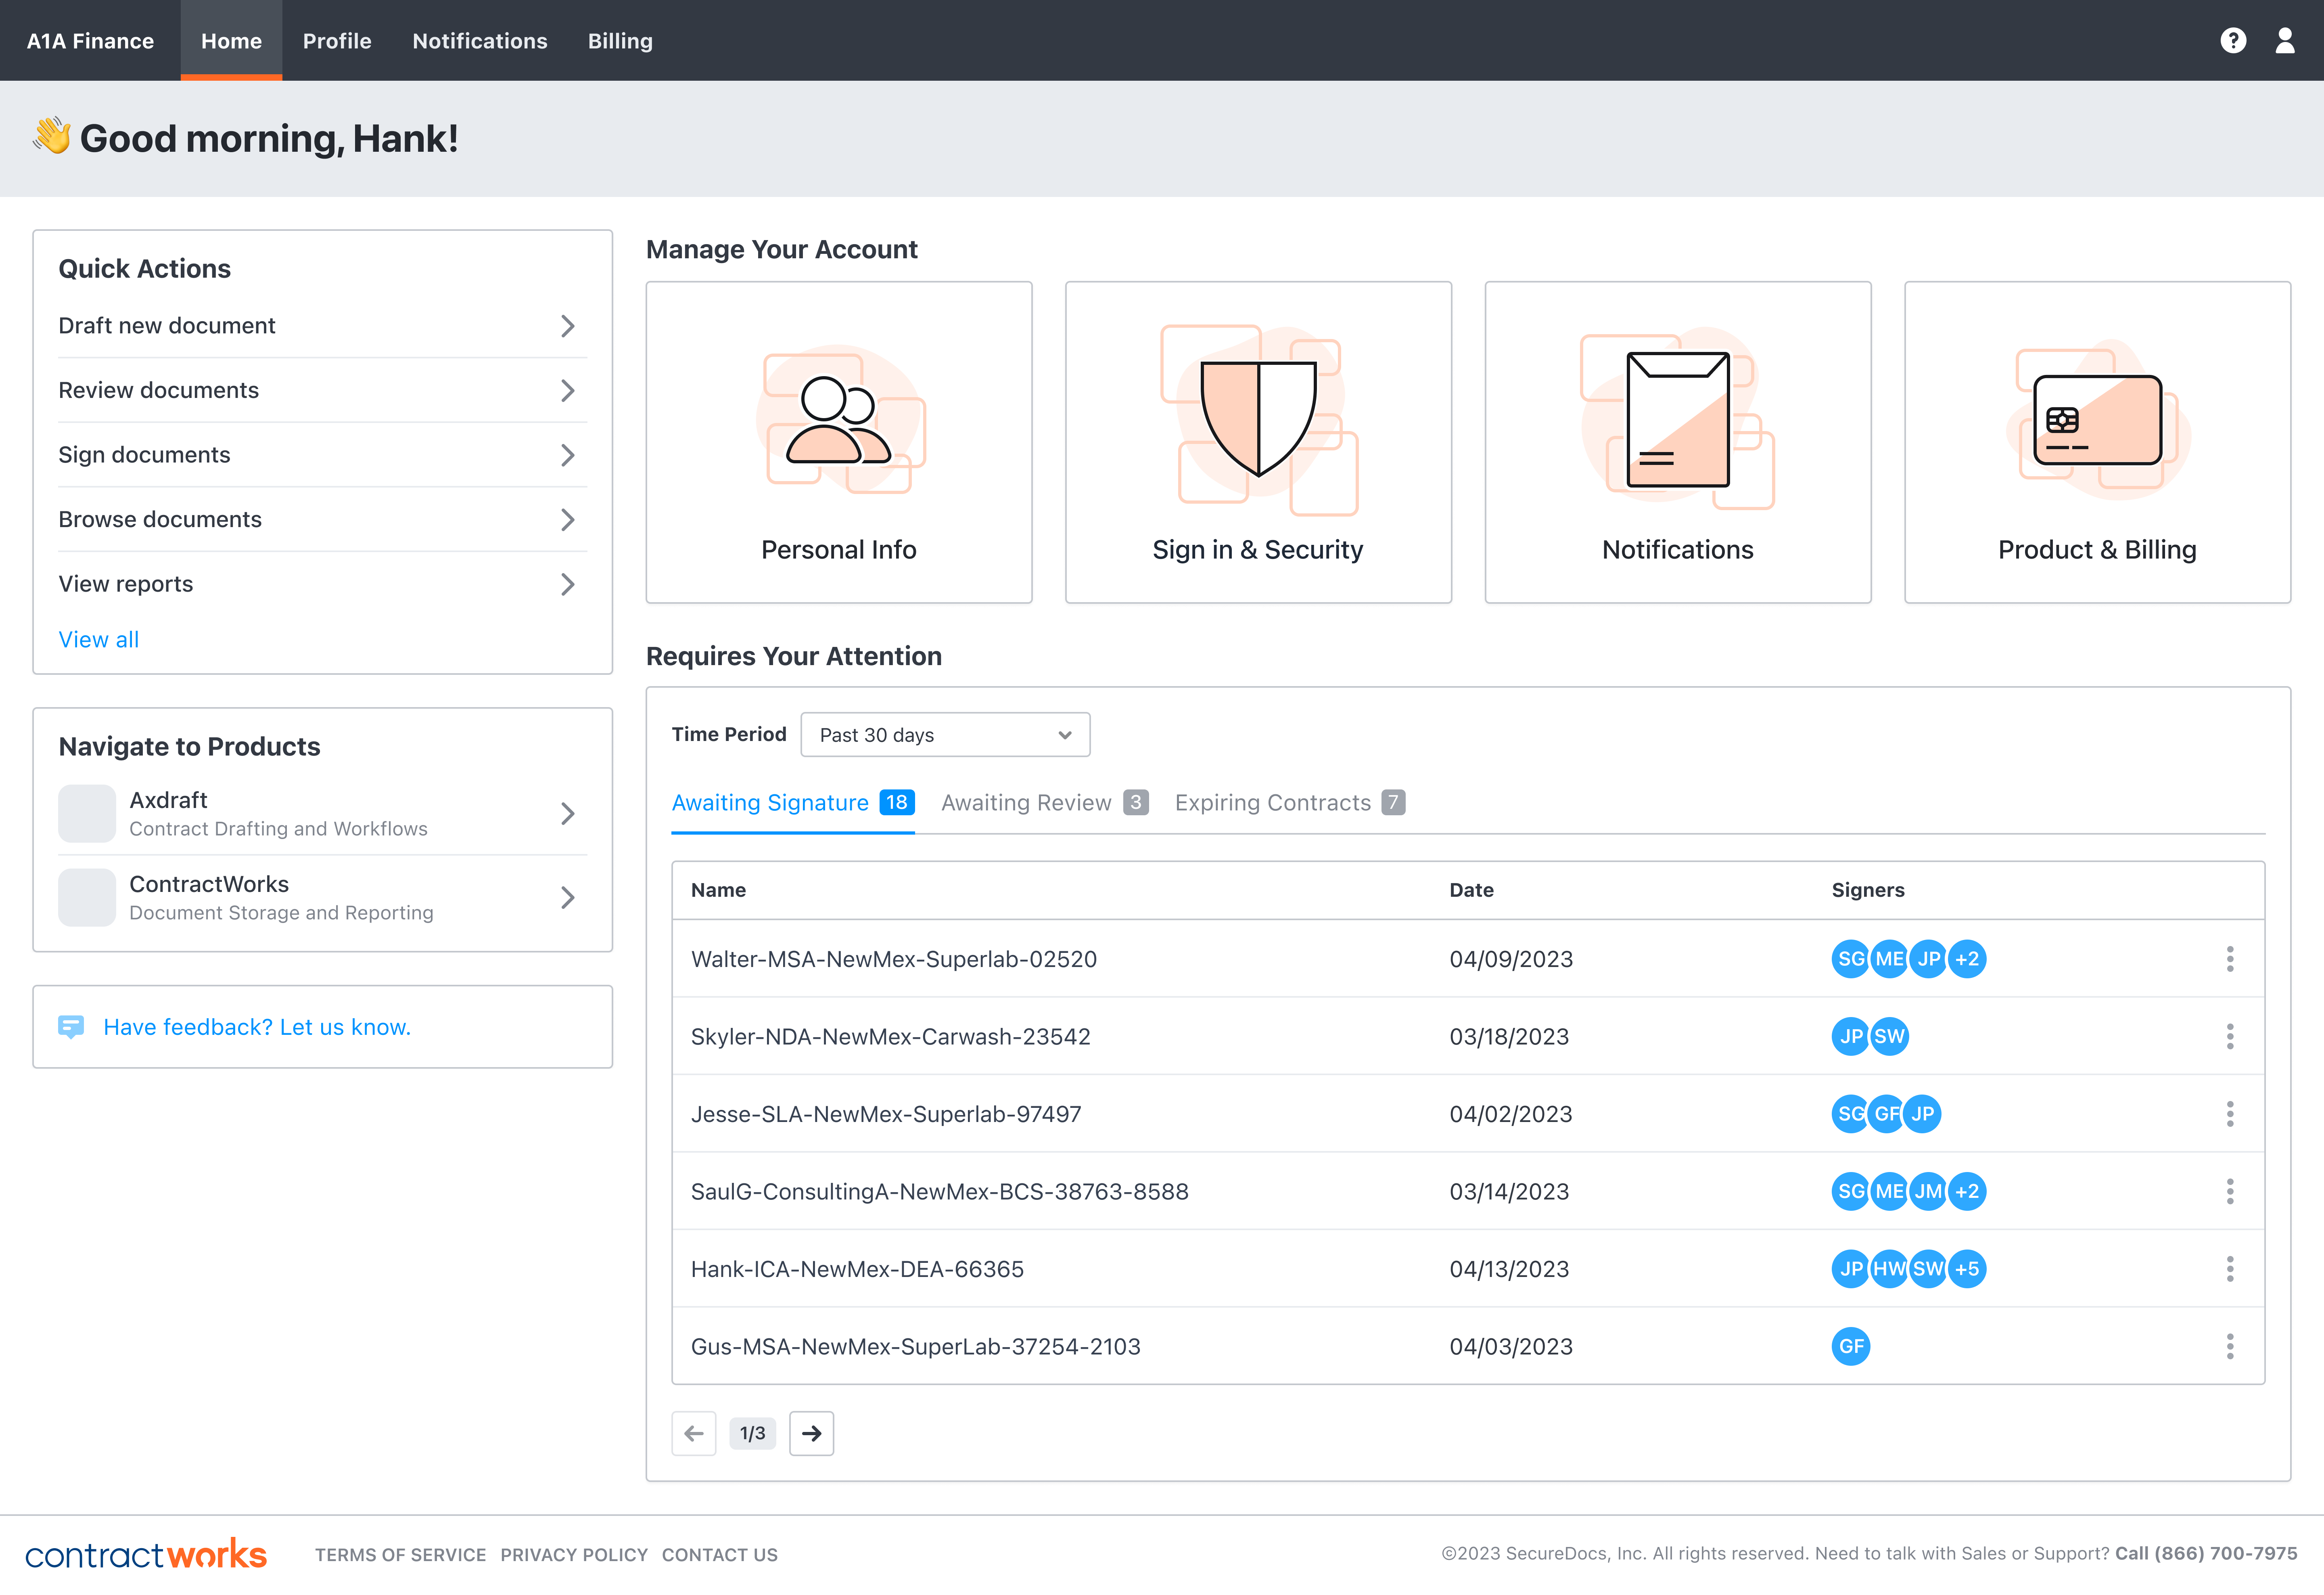 A1A Finance Home Profile Notifications Billing ?
👋 Good morning, Hank!
Quick Actions
Draft new document
Review documents
Sign documents
Browse documents
View reports
View all
Navigate to Products
Axdraft
Contract Drafting and Workflows
ContractWorks
Document Storage and Reporting
Have feedback? Let us know.
Manage Your Account
Personal Info
Sign in & Security
Notifications
Product & Billing
Requires Your Attention
Time Period Past 30 days
Awaiting Signature 18 Awaiting Review 3 Expiring Contracts 7
Name Date Signers
Walter-MSA-NewMex-Superlab-02520 04/09/2023 SG ME JP +2
Skyler-NDA-NewMex-Carwash-23542 03/18/2023 JP SW
Jesse-SLA-NewMex-Superlab-97497 04/02/2023 SG GF JP
SaulG-ConsultingA-NewMex-BCS-38763-8588 03/14/2023 SG ME JM +2
Hank-ICA-NewMex-DEA-66365 04/13/2023 JP HW SW +5
Gus-MSA-NewMex-SuperLab-37254-2103 04/03/2023 GF
1/3
contractworks TERMS OF SERVICE PRIVACY POLICY CONTACT US ©2023 SecureDocs, Inc. All rights reserved. Need to talk with Sales or Support? Call (866) 700-7975